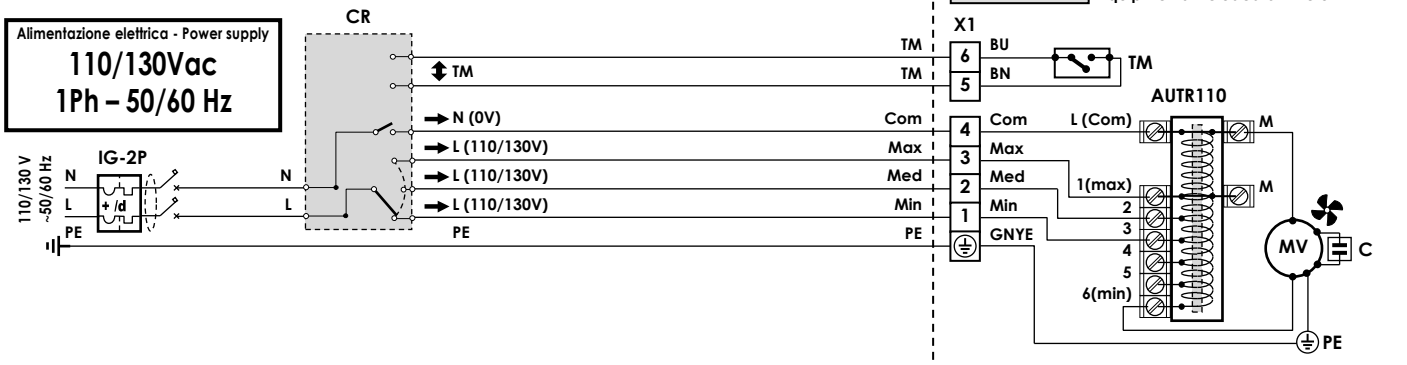 CR
Alimentazione elettrica - Power supply
110/130Vac
1Ph – 50/60 Hz
110/130 V
~50/60 Hz
IG-2P
N
L
PE
+ /d
N
L
TM
N (0V)
L (110/130V)
L (110/130V)
L (110/130V)
PE
TM
TM
Com
Max
Med
Min
PE
X1
6
5
4
3
2
1
BU
BN
Com
Max
Med
Min
GNYE
TM
AUTR110
L (Com)
1(max)
2
3
4
5
6(min)
M
M
MV
C
PE